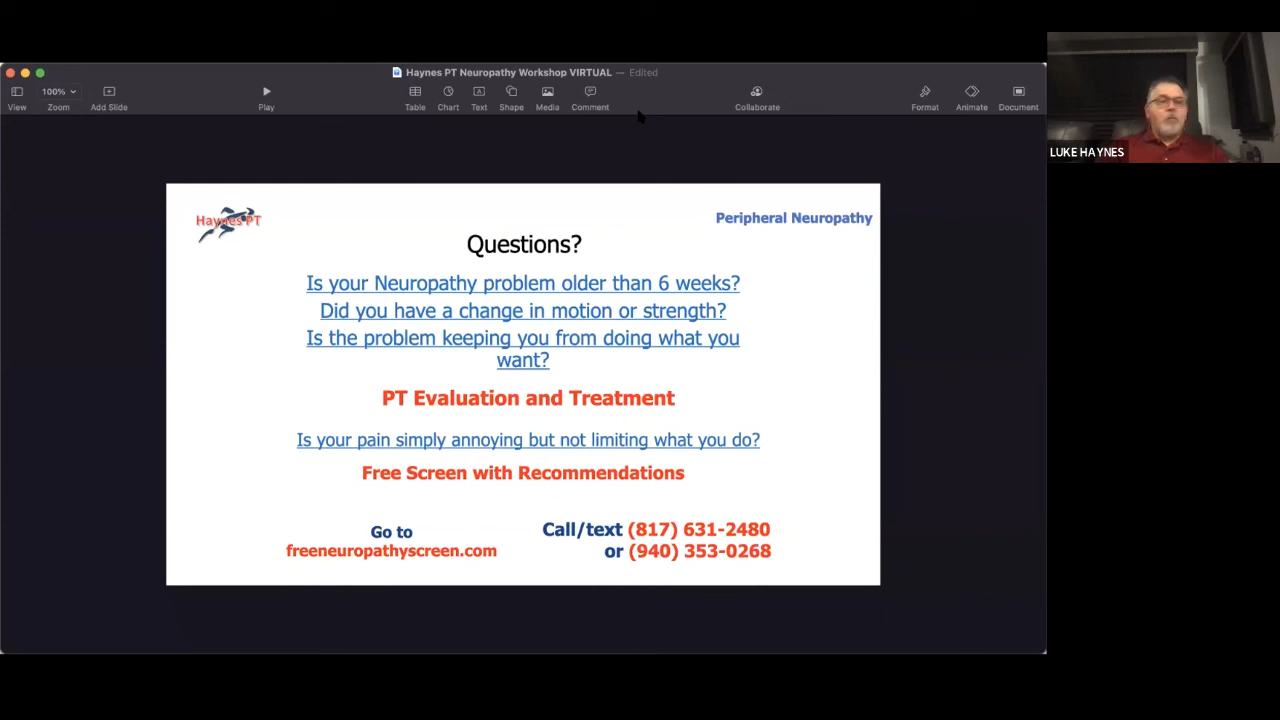 Haynes PT Neuropathy Workshop VIRTUAL — Edited
100%
View
Zoom
Add Slide
Play
Table
Chart
Text
Shape
Media
Comment
Collaborate
Format
Animate
Document
LUKE HAYNES
Haynes PT
Peripheral Neuropathy
Questions?
Is your Neuropathy problem older than 6 weeks?
Did you have a change in motion or strength?
Is the problem keeping you from doing what you
want?
PT Evaluation and Treatment
Is your pain simply annoying but not limiting what you do?
Free Screen with Recommendations
Go to
freeneuropathyscreen.com
Call/text (817) 631-2480
or (940) 353-0268